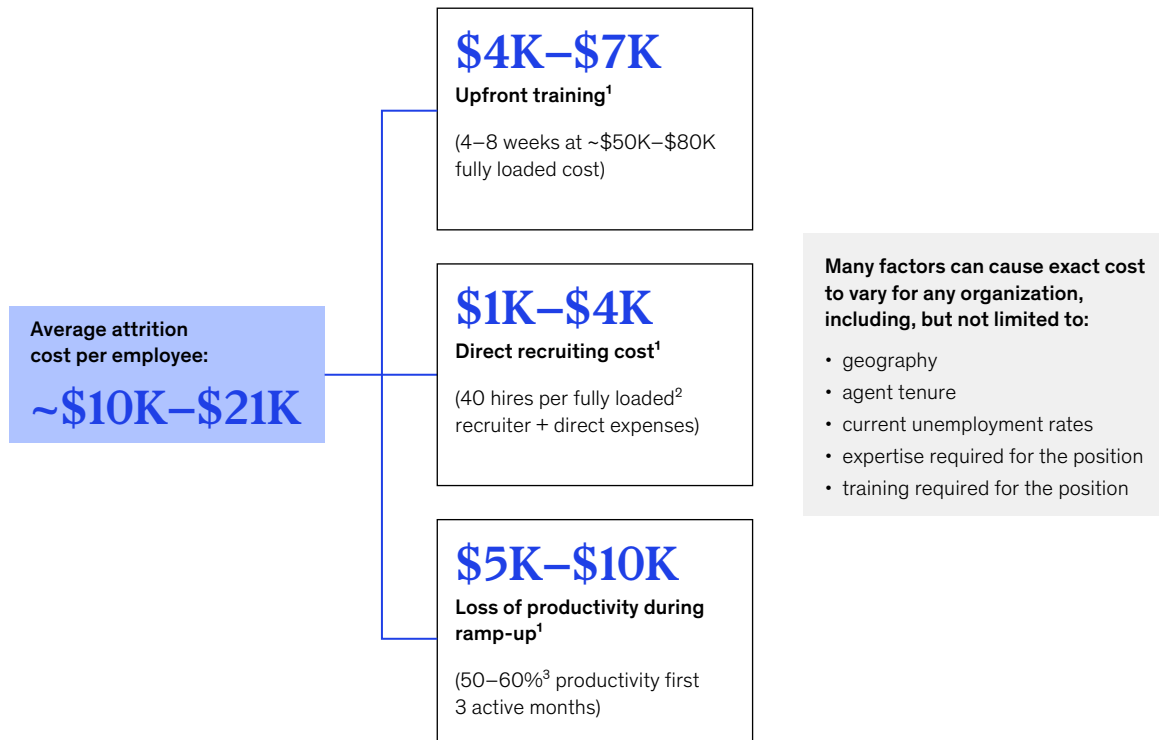 $4K–$7K
Upfront training¹
(4–8 weeks at ~$50K–$80K
fully loaded cost)
Average attrition
cost per employee:
~$10K–$21K
$1K–$4K
Direct recruiting cost¹
(40 hires per fully loaded²
recruiter + direct expenses)
$5K–$10K
Loss of productivity during
ramp-up¹
(50–60%³ productivity first
3 active months)
Many factors can cause exact cost
to vary for any organization,
including, but not limited to:
• geography
• agent tenure
• current unemployment rates
• expertise required for the position
• training required for the position